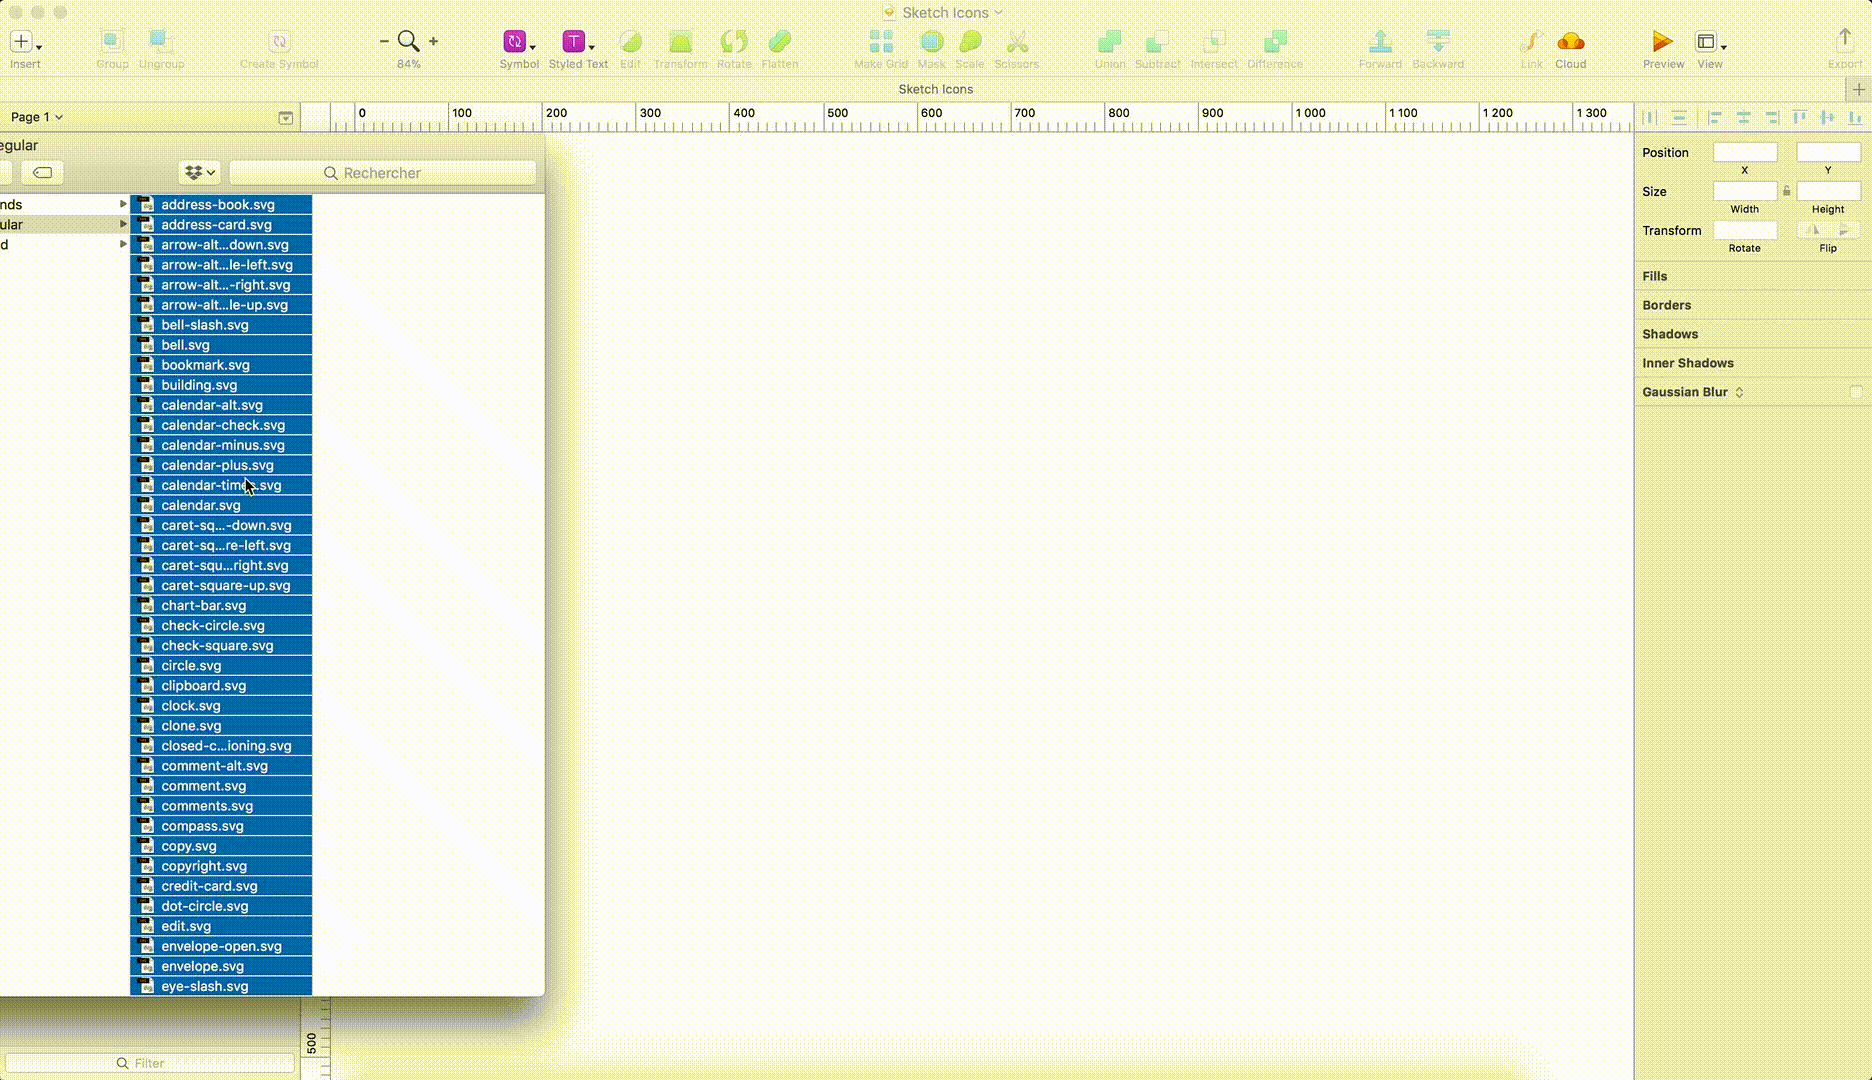 Sketch Icons
Insert
Group
Ungroup
Create Symbol
84%
Symbol
Styled Text
Edit
Transform
Rotate
Flatten
Make Grid
Mask
Scale
Scissors
Union
Subtract
Intersect
Difference
Forward
Backward
Link
Cloud
Preview
View
Export
Sketch Icons
Page 1
0 100 200 300 400 500 600 700 800 900 1 000 1 100 1 200 1 300
egular
Rechercher
nds
ular
d
address-book.svg
address-card.svg
arrow-alt...down.svg
arrow-alt...le-left.svg
arrow-alt...-right.svg
arrow-alt...le-up.svg
bell-slash.svg
bell.svg
bookmark.svg
building.svg
calendar-alt.svg
calendar-check.svg
calendar-minus.svg
calendar-plus.svg
calendar-times.svg
calendar.svg
caret-sq...-down.svg
caret-sq...re-left.svg
caret-squ...right.svg
caret-square-up.svg
chart-bar.svg
check-circle.svg
check-square.svg
circle.svg
clipboard.svg
clock.svg
clone.svg
closed-c...ioning.svg
comment-alt.svg
comment.svg
comments.svg
compass.svg
copy.svg
copyright.svg
credit-card.svg
dot-circle.svg
edit.svg
envelope-open.svg
envelope.svg
eye-slash.svg
500
Filter
Position
X
Y
Size
Width
Height
Transform
Rotate
Flip
Fills
Borders
Shadows
Inner Shadows
Gaussian Blur